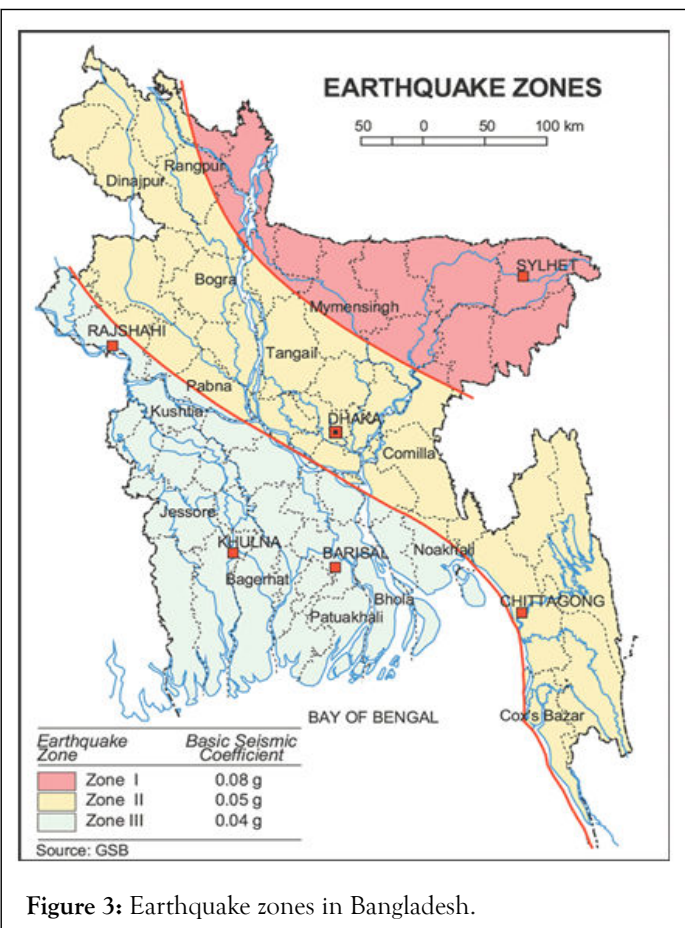 EARTHQUAKE ZONES
50 0 50 100 km
Rangpur
Dinajpur
SYLHET
Bogra
Mymensingh
RAJSHAHI
Tangail
Pabna
Kushtia
DHAKA
Comilla
Jessore
KHULNA
BARISAL
Noakhali
Bagerhat
CHITTAGONG
Bhola
Patuakhali
BAY OF BENGAL
Cox's Bazar
Earthquake Zone Basic Seismic Coefficient
Zone I 0.08 g
Zone II 0.05 g
Zone III 0.04 g
Source: GSB
Figure 3: Earthquake zones in Bangladesh.